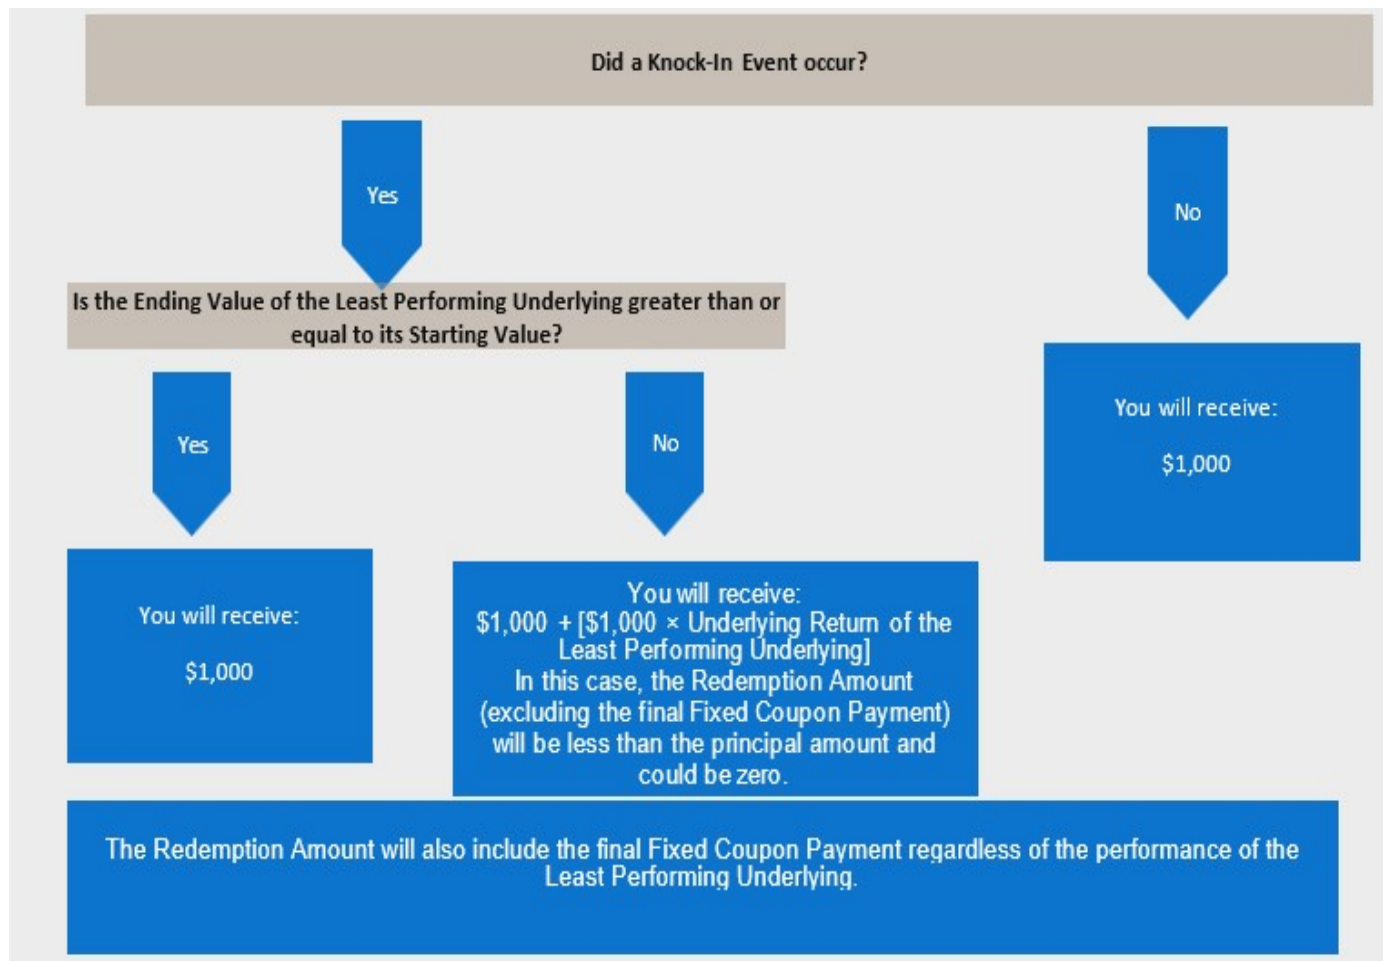 Did a Knock-In Event occur?
Yes
No
Is the Ending Value of the Least Performing Underlying greater than or
equal to its Starting Value?
Yes
No
You will receive:
$1,000
You will receive:
$1,000
You will receive:
$1,000 + [$1,000 × Underlying Return of the
Least Performing Underlying]
In this case, the Redemption Amount
(excluding the final Fixed Coupon Payment)
will be less than the principal amount and
could be zero.
The Redemption Amount will also include the final Fixed Coupon Payment regardless of the performance of the
Least Performing Underlying.